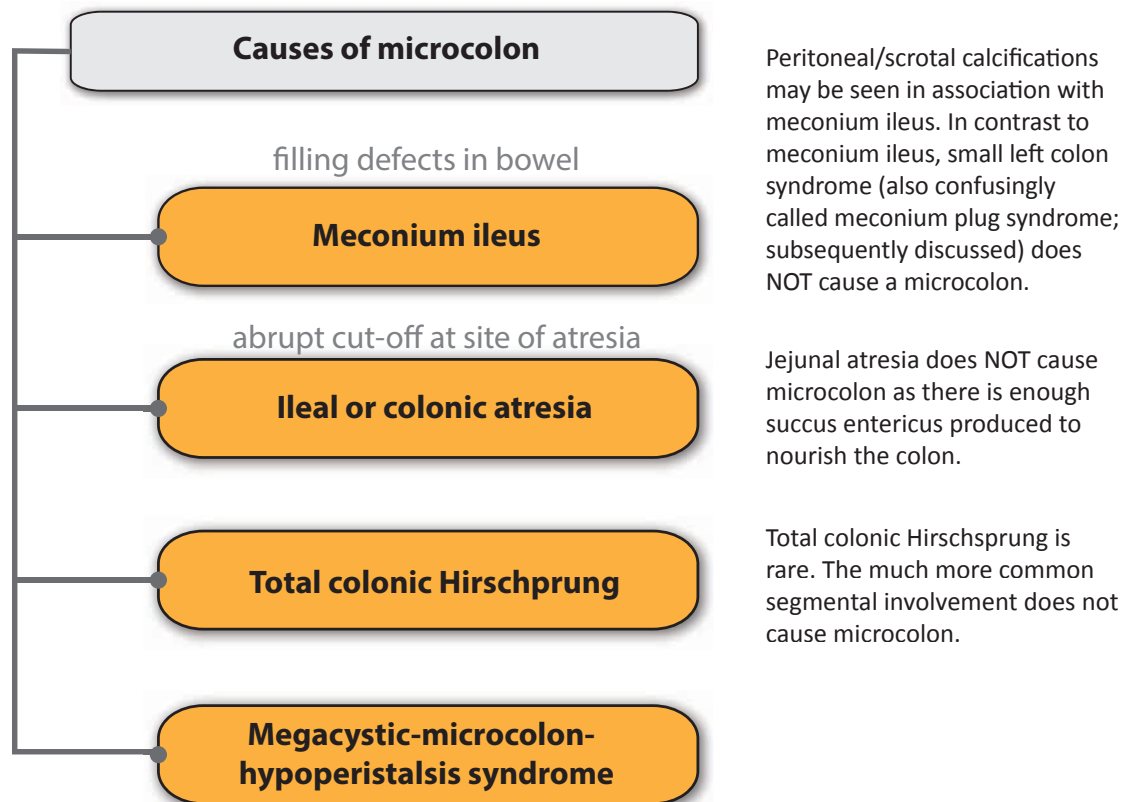 Causes of microcolon
filling defects in bowel
Meconium ileus
Peritoneal/scrotal calcifications
may be seen in association with
meconium ileus. In contrast to
meconium ileus, small left colon
syndrome (also confusingly
called meconium plug syndrome;
subsequently discussed) does
NOT cause a microcolon.
abrupt cut-off at site of atresia
Ileal or colonic atresia
Jejunal atresia does NOT cause
microcolon as there is enough
succus entericus produced to
nourish the colon.
Total colonic Hirschprung
Total colonic Hirschsprung is
rare. The much more common
segmental involvement does not
cause microcolon.
Megacystic-microcolon-
hypoperistalsis syndrome